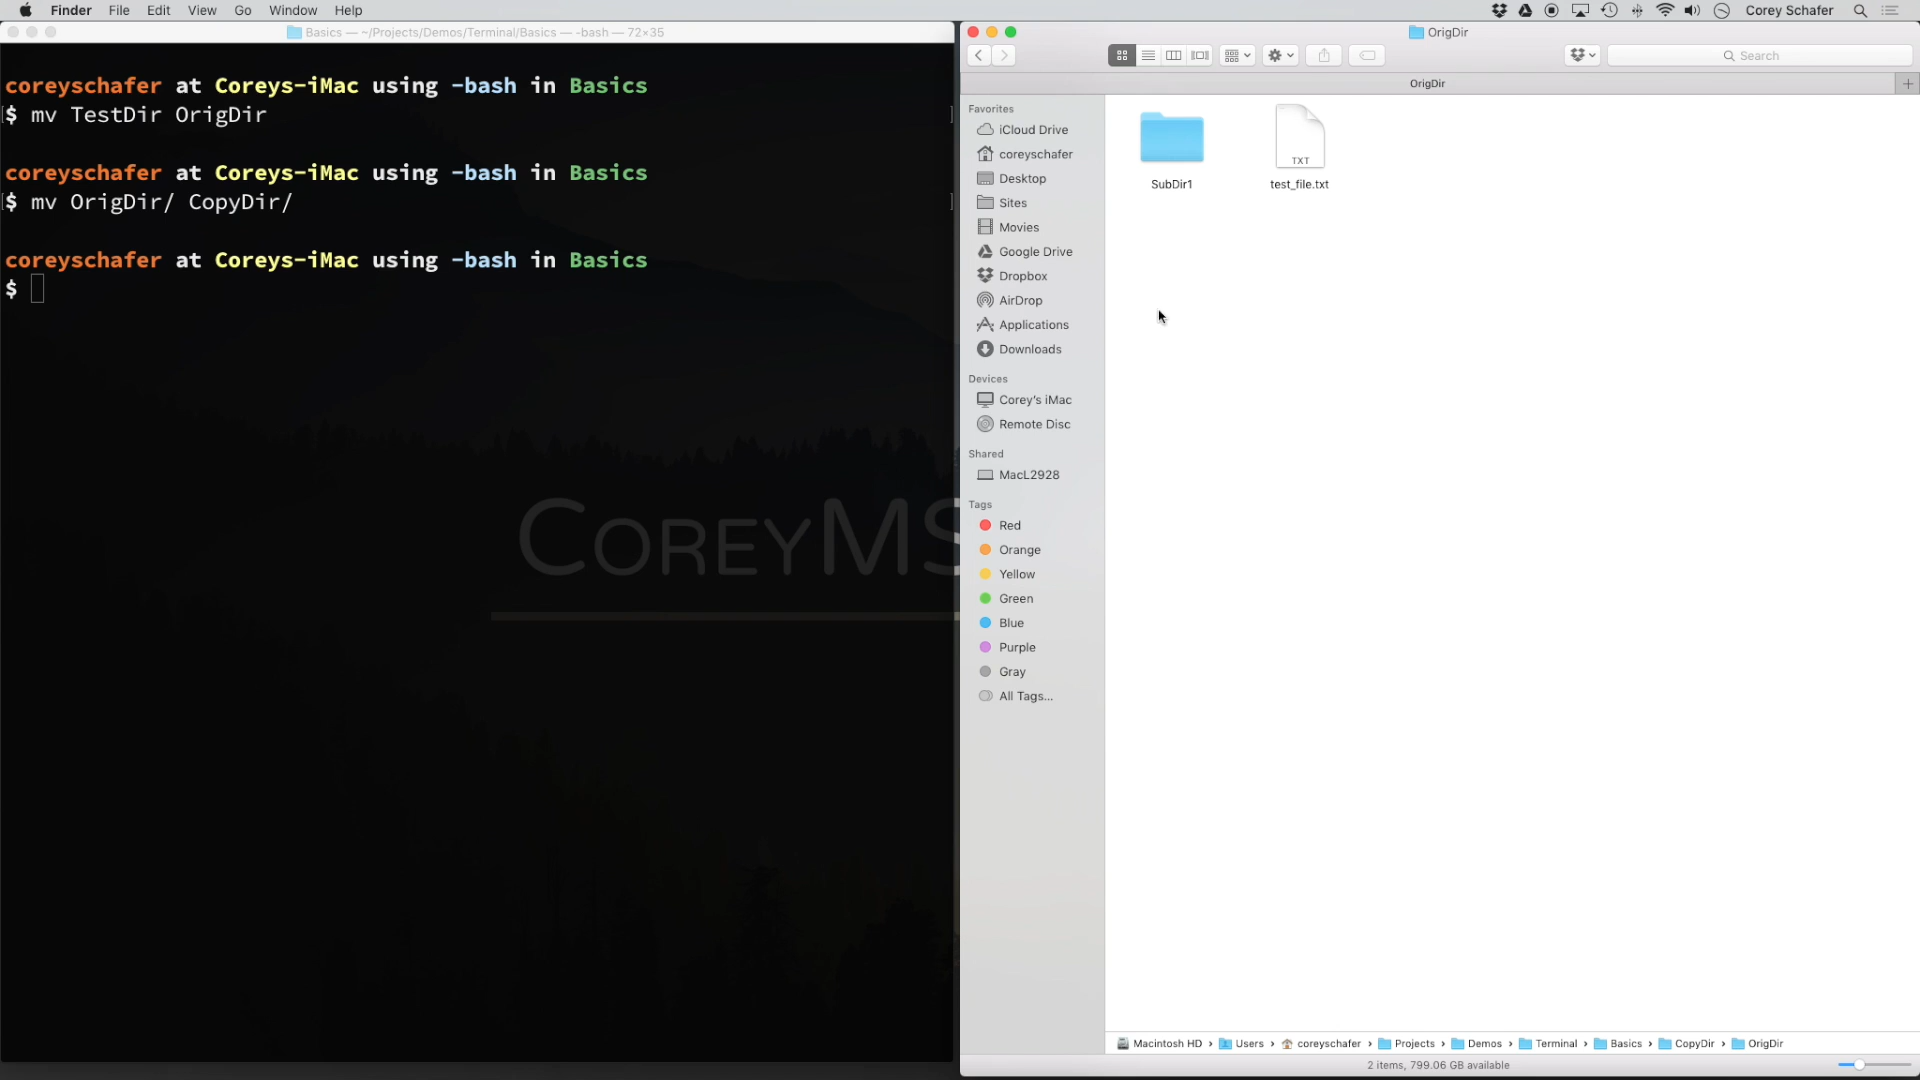 Finder File Edit View Go Window Help
Corey Schafer
Basics — ~/Projects/Demos/Terminal/Basics — -bash — 72×35
coreyschafer at Coreys-iMac using -bash in Basics
[$ mv TestDir OrigDir ]
coreyschafer at Coreys-iMac using -bash in Basics
[$ mv OrigDir/ CopyDir/ ]
coreyschafer at Coreys-iMac using -bash in Basics
$
COREYMS
OrigDir
Search
OrigDir
Favorites
iCloud Drive
coreyschafer
Desktop
Sites
Movies
Google Drive
Dropbox
AirDrop
Applications
Downloads
Devices
Corey's iMac
Remote Disc
Shared
MacL2928
Tags
Red
Orange
Yellow
Green
Blue
Purple
Gray
All Tags...
TXT
SubDir1 test_file.txt
Macintosh HD › Users › coreyschafer › Projects › Demos › Terminal › Basics › CopyDir › OrigDir
2 items, 799.06 GB available